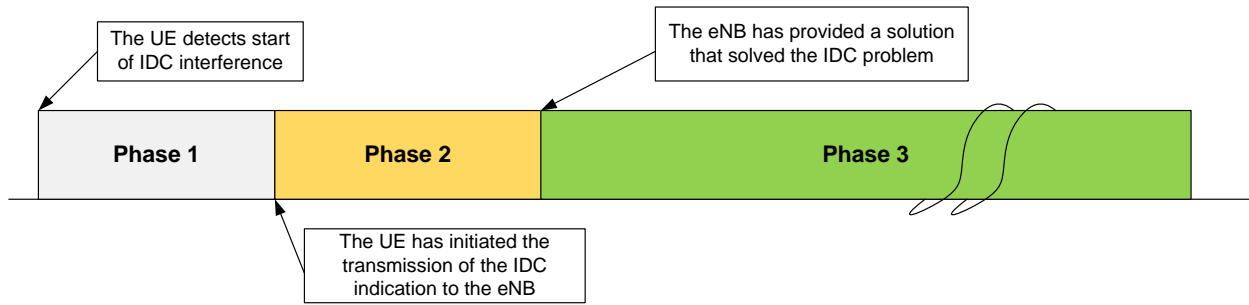 The UE detects start
of IDC interference
The eNB has provided a solution
that solved the IDC problem
Phase 1
Phase 2
Phase 3
The UE has initiated the
transmission of the IDC
indication to the eNB